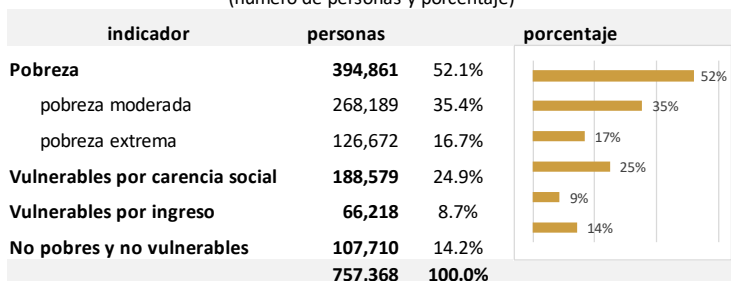 (número de personas y porcentaje)
indicador personas porcentaje
Pobreza 394,861 52.1% 52%
pobreza moderada 268,189 35.4% 35%
pobreza extrema 126,672 16.7% 17%
Vulnerables por carencia social 188,579 24.9% 25%
Vulnerables por ingreso 66,218 8.7% 9%
No pobres y no vulnerables 107,710 14.2% 14%
757,368 100.0%